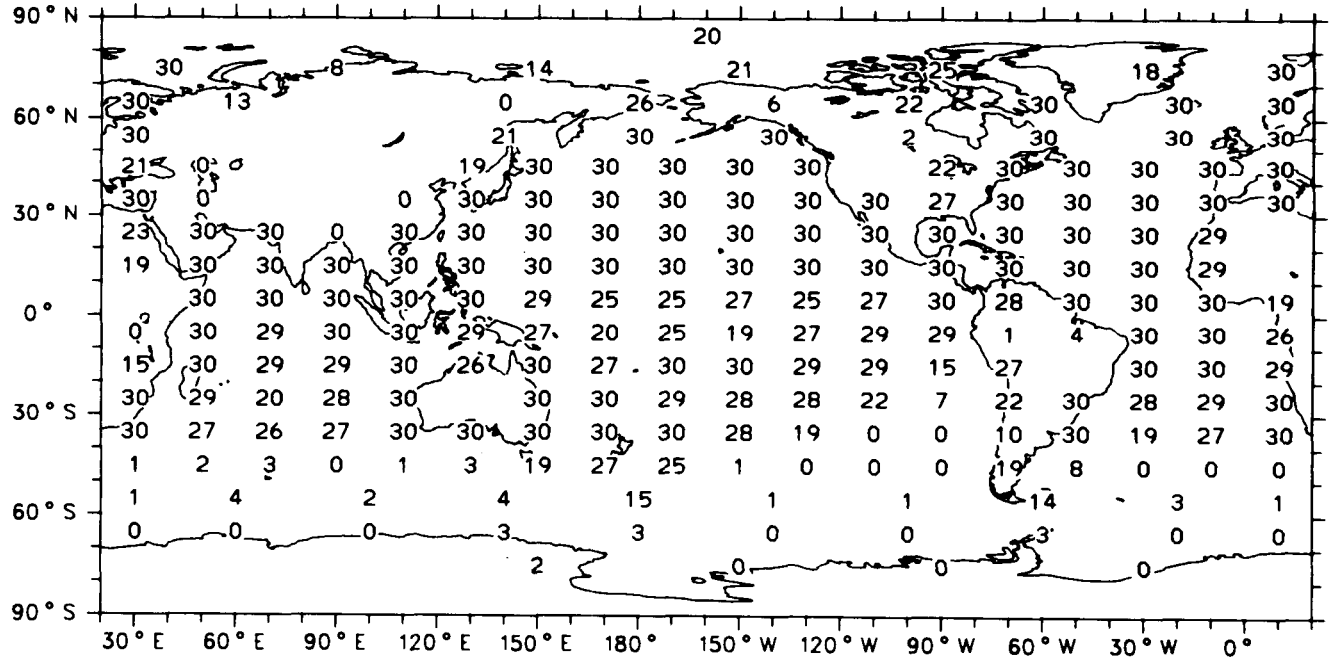 90° N
20
30 8 14 21 25 18 30
30 13 0 26 6 22 30 30 30
60° N
30 21 30 30 2 30 30 30
21 0 19 30 30 30 30 30 22 30 30 30 30 30
30 0 0 30 30 30 30 30 30 30 27 30 30 30 30 30
30° N
23 30 30 0 30 30 30 30 30 30 30 30 30 30 30 30 29
19 30 30 30 30 30 30 30 30 30 30 30 30 30 30 30 29
30 30 30 30 30 29 25 25 27 25 27 30 28 30 30 30 19
0°
0 30 29 30 30 29 27 20 25 19 27 29 29 1 4 30 30 26
15 30 29 29 30 26 30 27 30 30 29 29 15 27 30 30 29
30 29 20 28 30 30 30 29 28 28 22 7 22 30 28 29 30
30° S
30 27 26 27 30 30 30 30 30 28 19 0 0 10 30 19 27 30
1 2 3 0 1 3 19 27 25 1 0 0 0 19 8 0 0 0
1 4 2 4 15 1 1 14 3 1
60° S
0 0 0 3 3 0 0 3 0 0
2 0 0 0
90° S
30° E 60° E 90° E 120° E 150° E 180° 150° W 120° W 90° W 60° W 30° W 0°